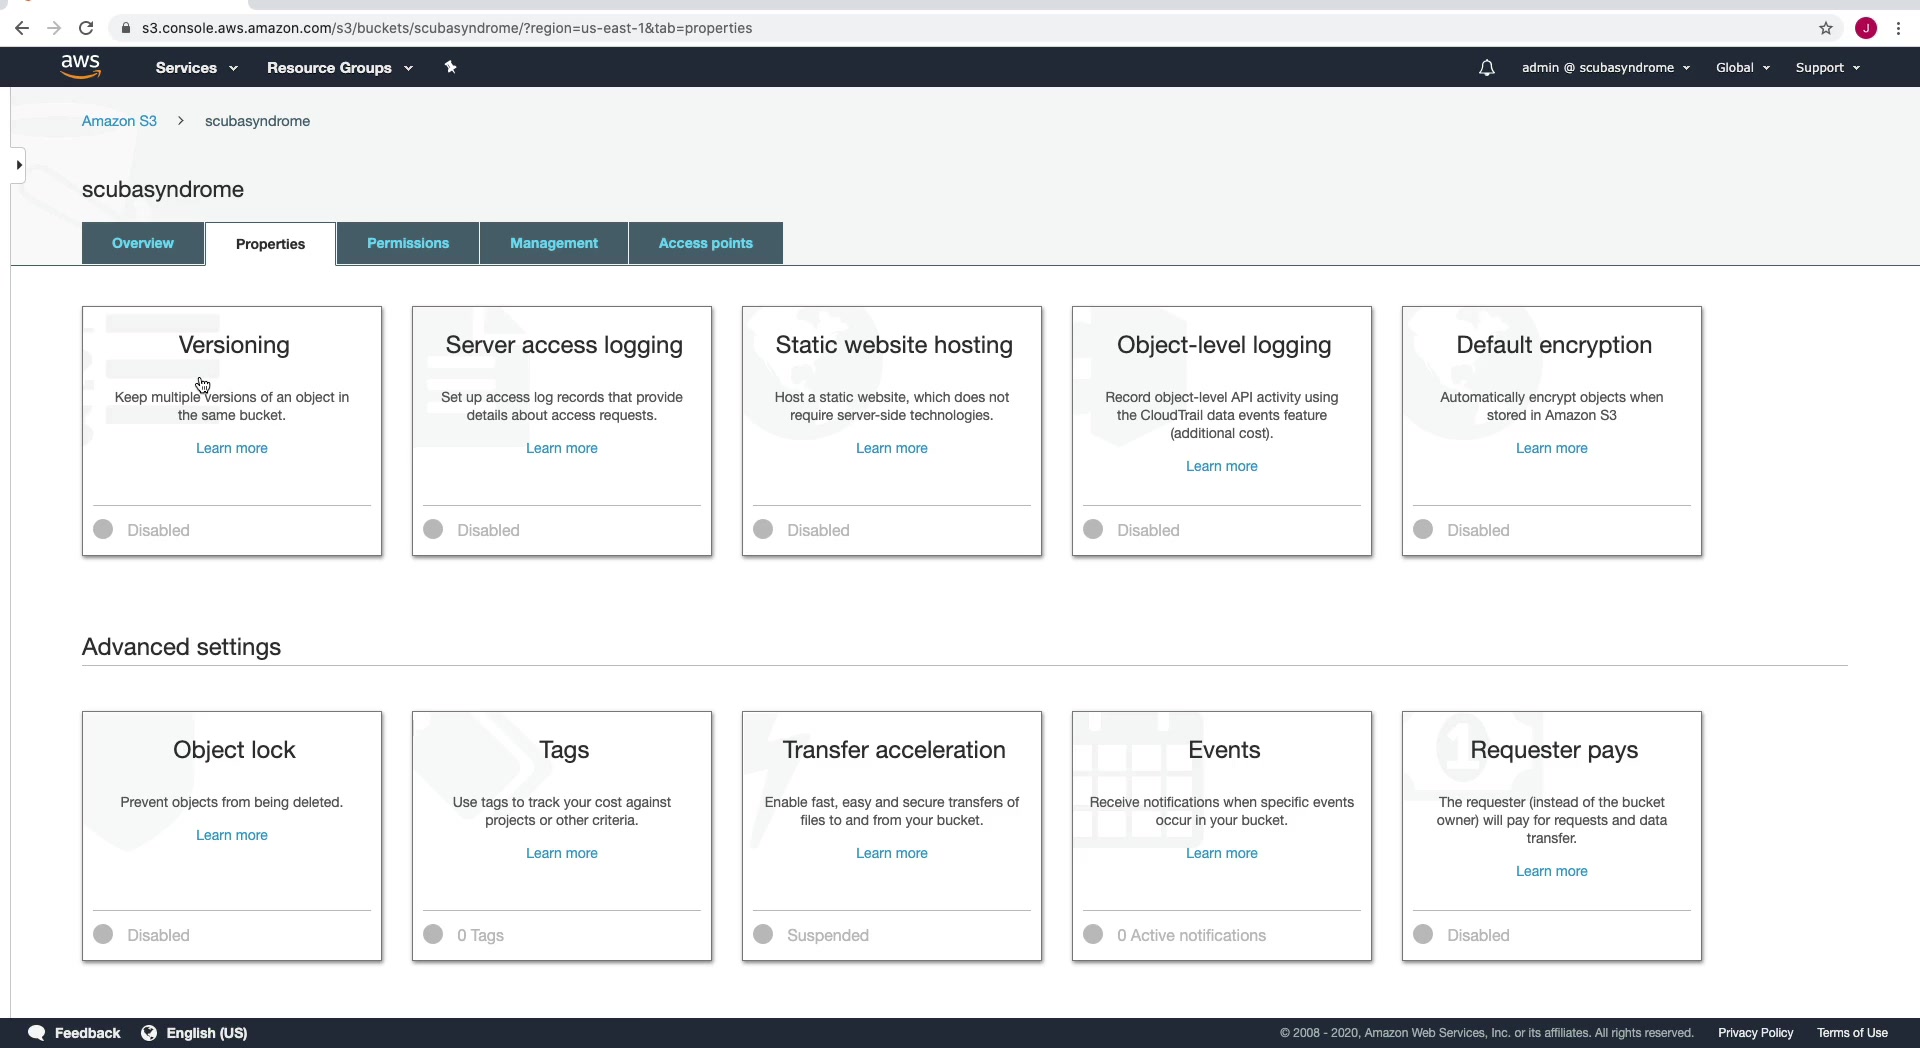 s3.console.aws.amazon.com/s3/buckets/scubasyndrome/?region=us-east-1&tab=properties
J
aws
Services
Resource Groups
admin @ scubasyndrome
Global
Support
Amazon S3 > scubasyndrome
scubasyndrome
Overview
Properties
Permissions
Management
Access points
Versioning
Keep multiple versions of an object in
the same bucket.
Learn more
Disabled
Server access logging
Set up access log records that provide
details about access requests.
Learn more
Disabled
Static website hosting
Host a static website, which does not
require server-side technologies.
Learn more
Disabled
Object-level logging
Record object-level API activity using
the CloudTrail data events feature
(additional cost).
Learn more
Disabled
Default encryption
Automatically encrypt objects when
stored in Amazon S3
Learn more
Disabled
Advanced settings
Object lock
Prevent objects from being deleted.
Learn more
Disabled
Tags
Use tags to track your cost against
projects or other criteria.
Learn more
0 Tags
Transfer acceleration
Enable fast, easy and secure transfers of
files to and from your bucket.
Learn more
Suspended
Events
Receive notifications when specific events
occur in your bucket.
Learn more
0 Active notifications
1
Requester pays
The requester (instead of the bucket
owner) will pay for requests and data
transfer.
Learn more
Disabled
Feedback
English (US)
© 2008 - 2020, Amazon Web Services, Inc. or its affiliates. All rights reserved.
Privacy Policy
Terms of Use